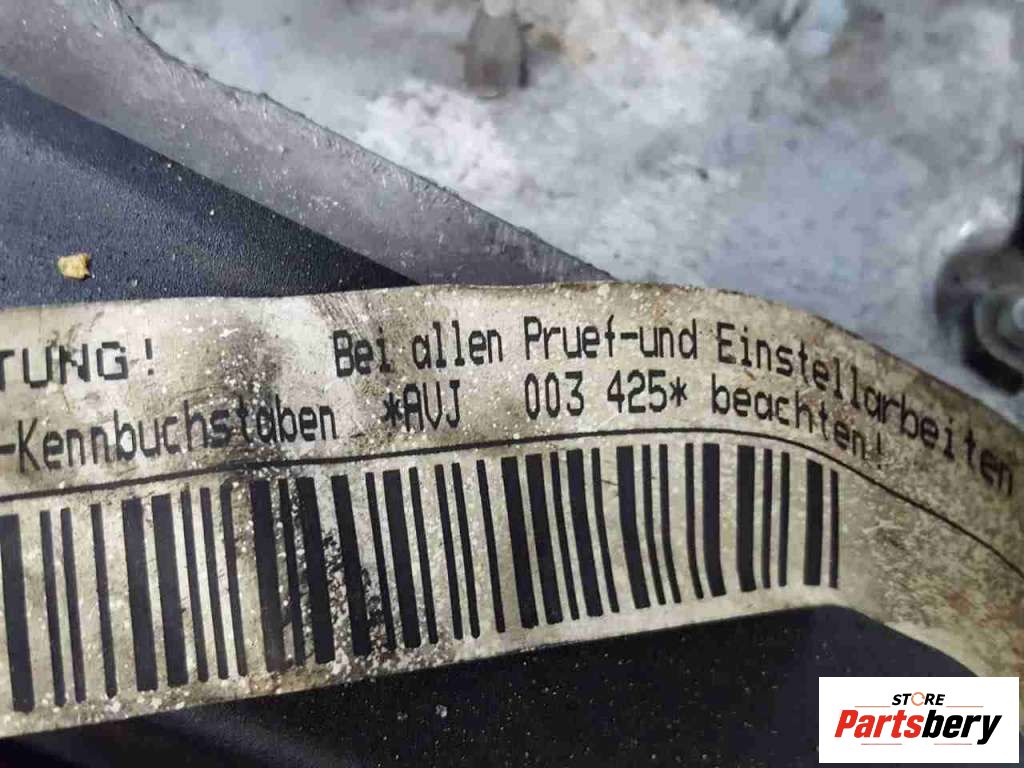 TUNG! Bei allen Pruef-und Einstellarbeiten
-Kennbuchstaben *AVJ 003 425* beachten!
STORE
Partsbery